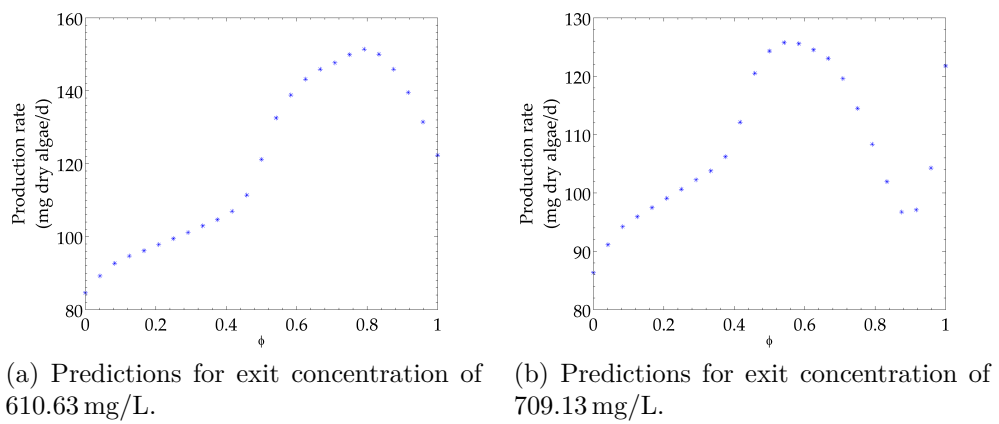 160
140
120
100
80
Production rate
(mg dry algae/d)
0 0.2 0.4 0.6 0.8 1
ϕ
130
120
110
100
90
80
Production rate
(mg dry algae/d)
0 0.2 0.4 0.6 0.8 1
ϕ
(a) Predictions for exit concentration of
610.63 mg/L.
(b) Predictions for exit concentration of
709.13 mg/L.